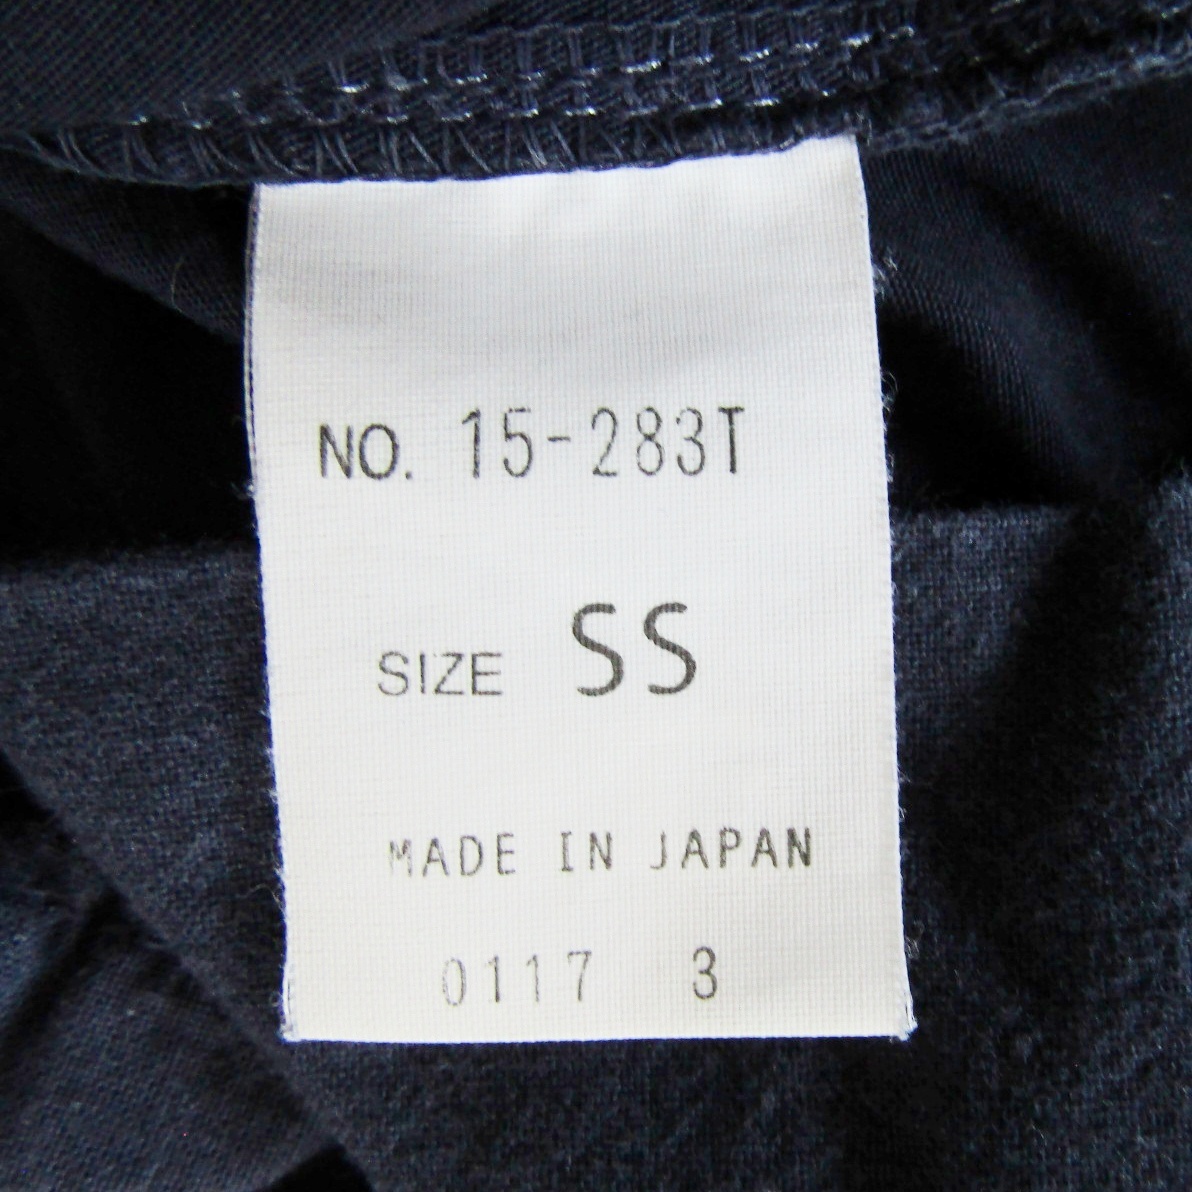 NO. 15-283T
SIZE SS
MADE IN JAPAN
0117 3